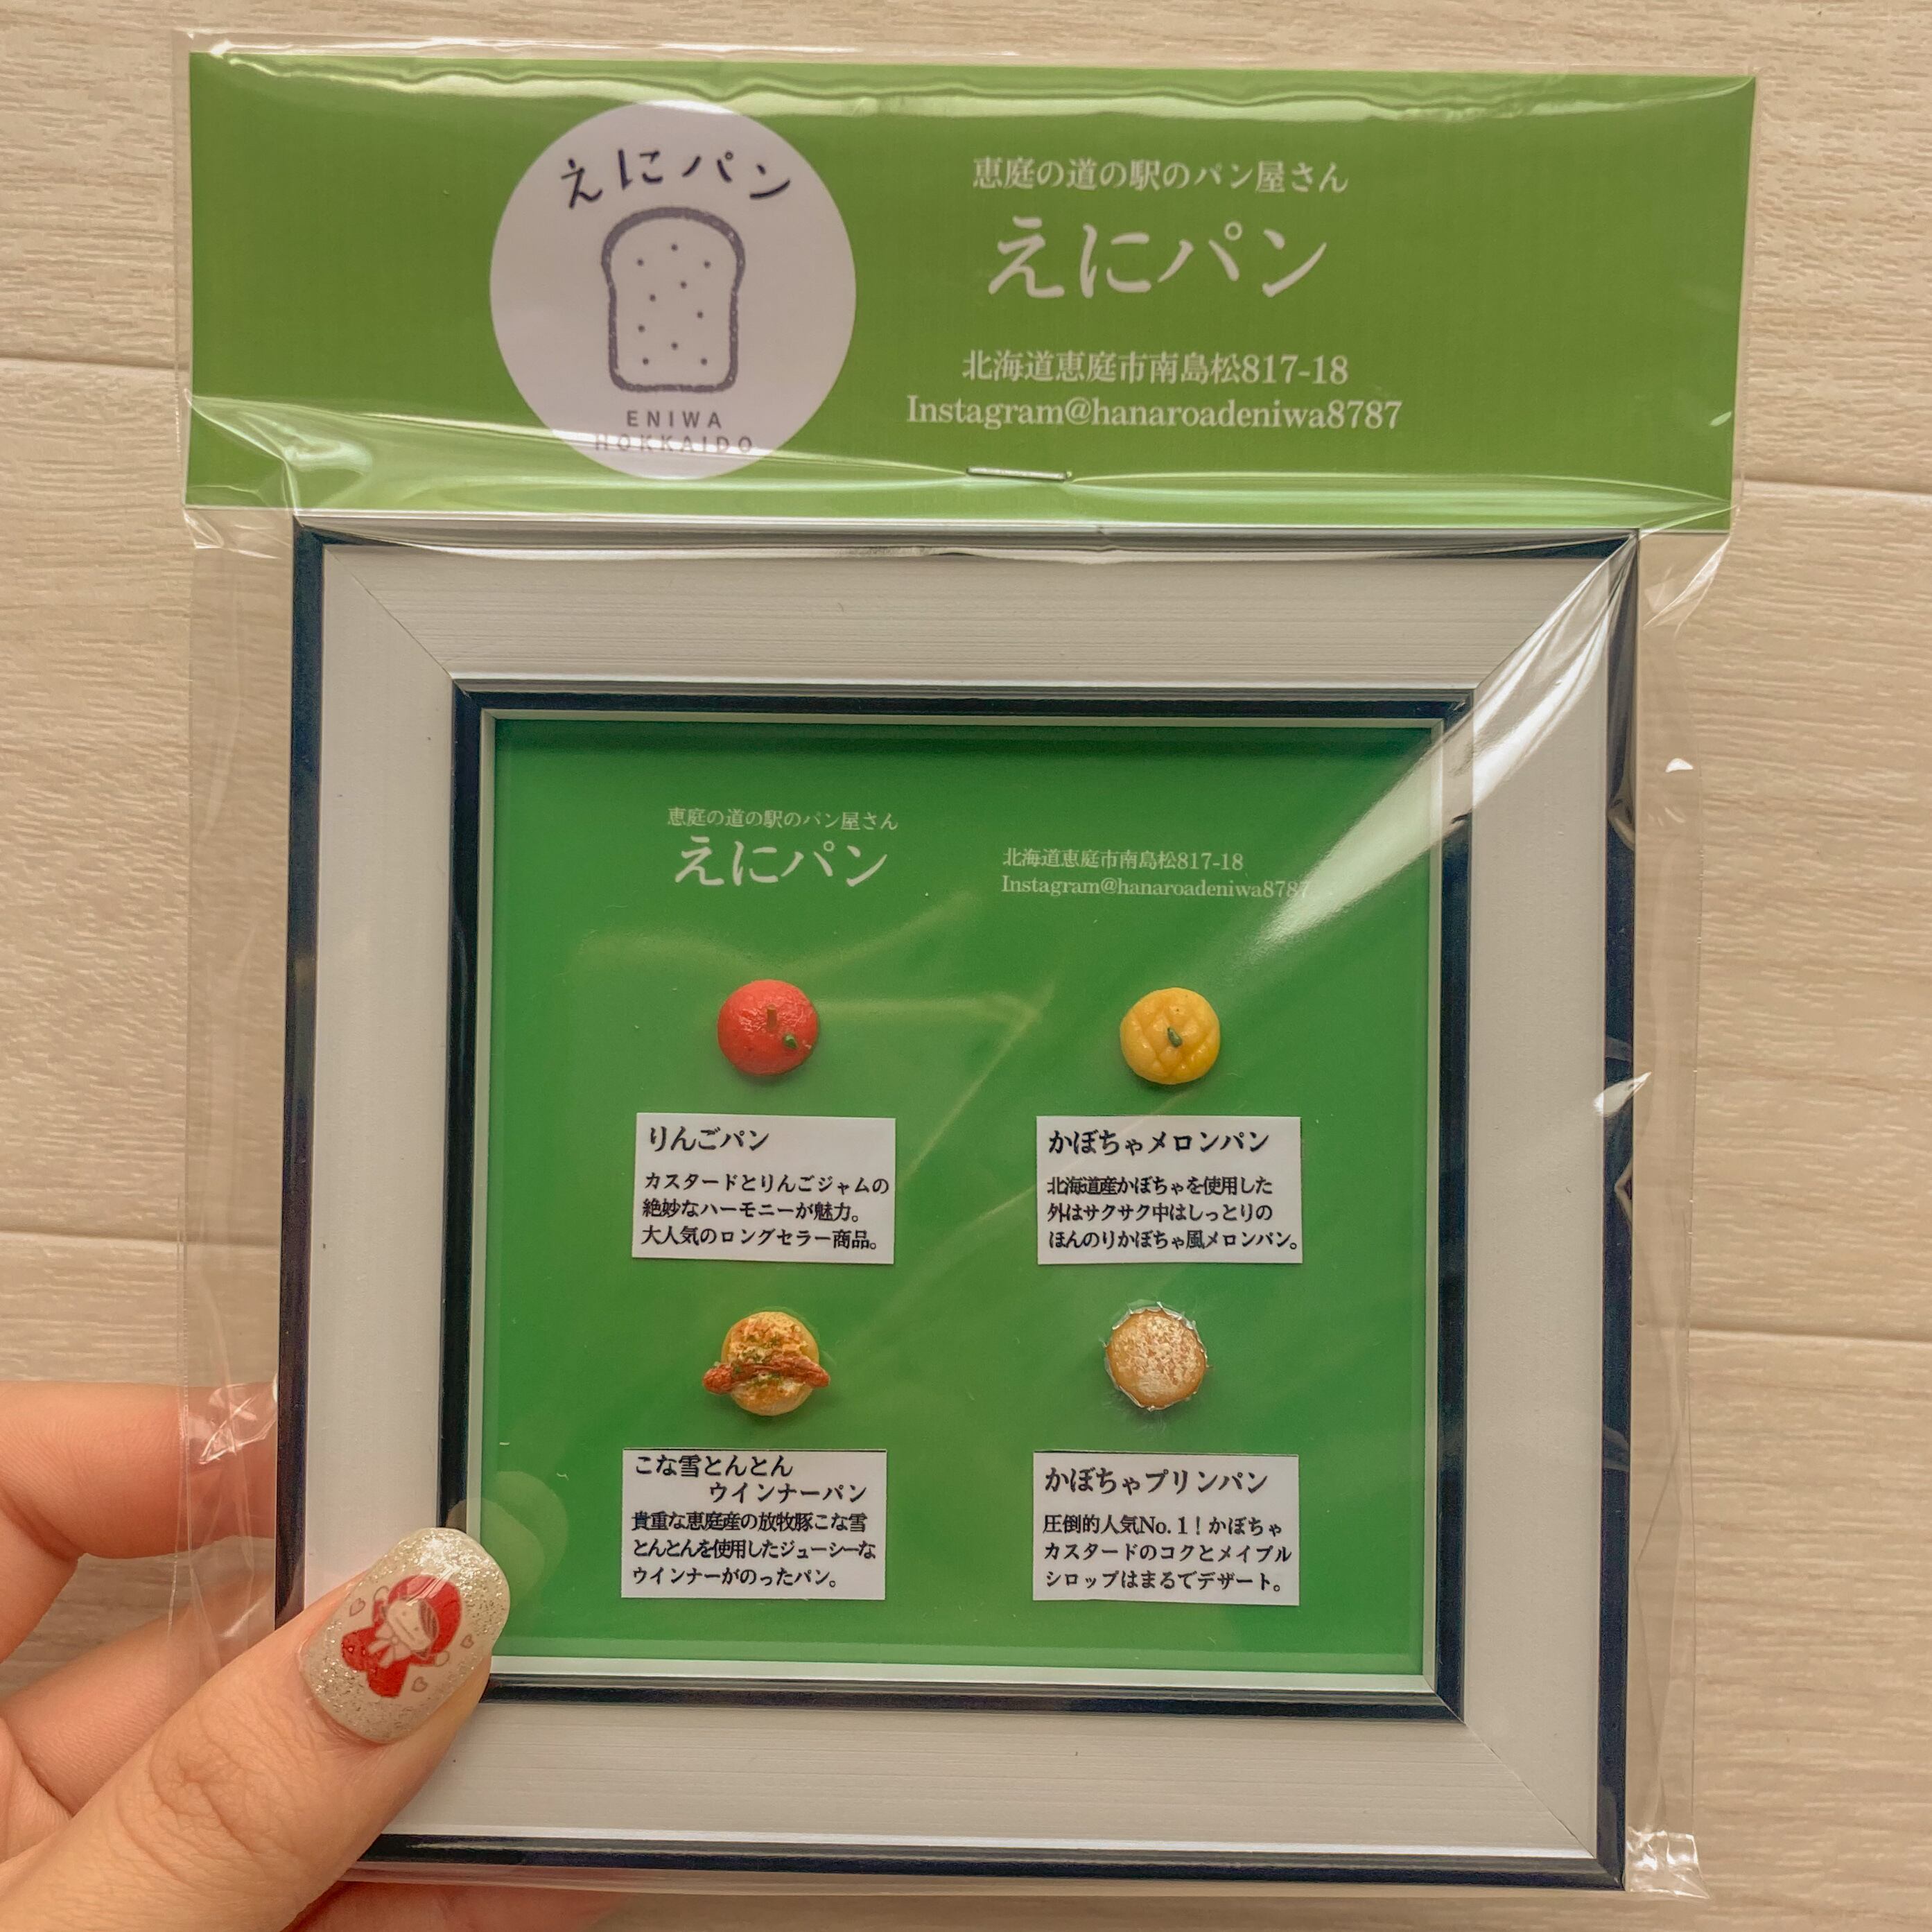 えにパン
ENIWA
HOKKAIDO
恵庭の道の駅のパン屋さん
えにパン
北海道恵庭市南島松817-18
Instagram@hanaroadeniwa8787
恵庭の道の駅のパン屋さん
えにパン
北海道恵庭市南島松817-18
Instagram@hanaroadeniwa8787
りんごパン
カスタードとりんごジャムの
絶妙なハーモニーが魅力。
大人気のロングセラー商品。
かぼちゃメロンパン
北海道産かぼちゃを使用した
外はサクサク中はしっとりの
ほんのりかぼちゃ風メロンパン。
こな雪とんとん
ウインナーパン
貴重な恵庭産の放牧豚こな雪
とんとんを使用したジューシーな
ウインナーがのったパン。
かぼちゃプリンパン
圧倒的人気No.1！かぼちゃ
カスタードのコクとメイプル
シロップはまるでデザート。